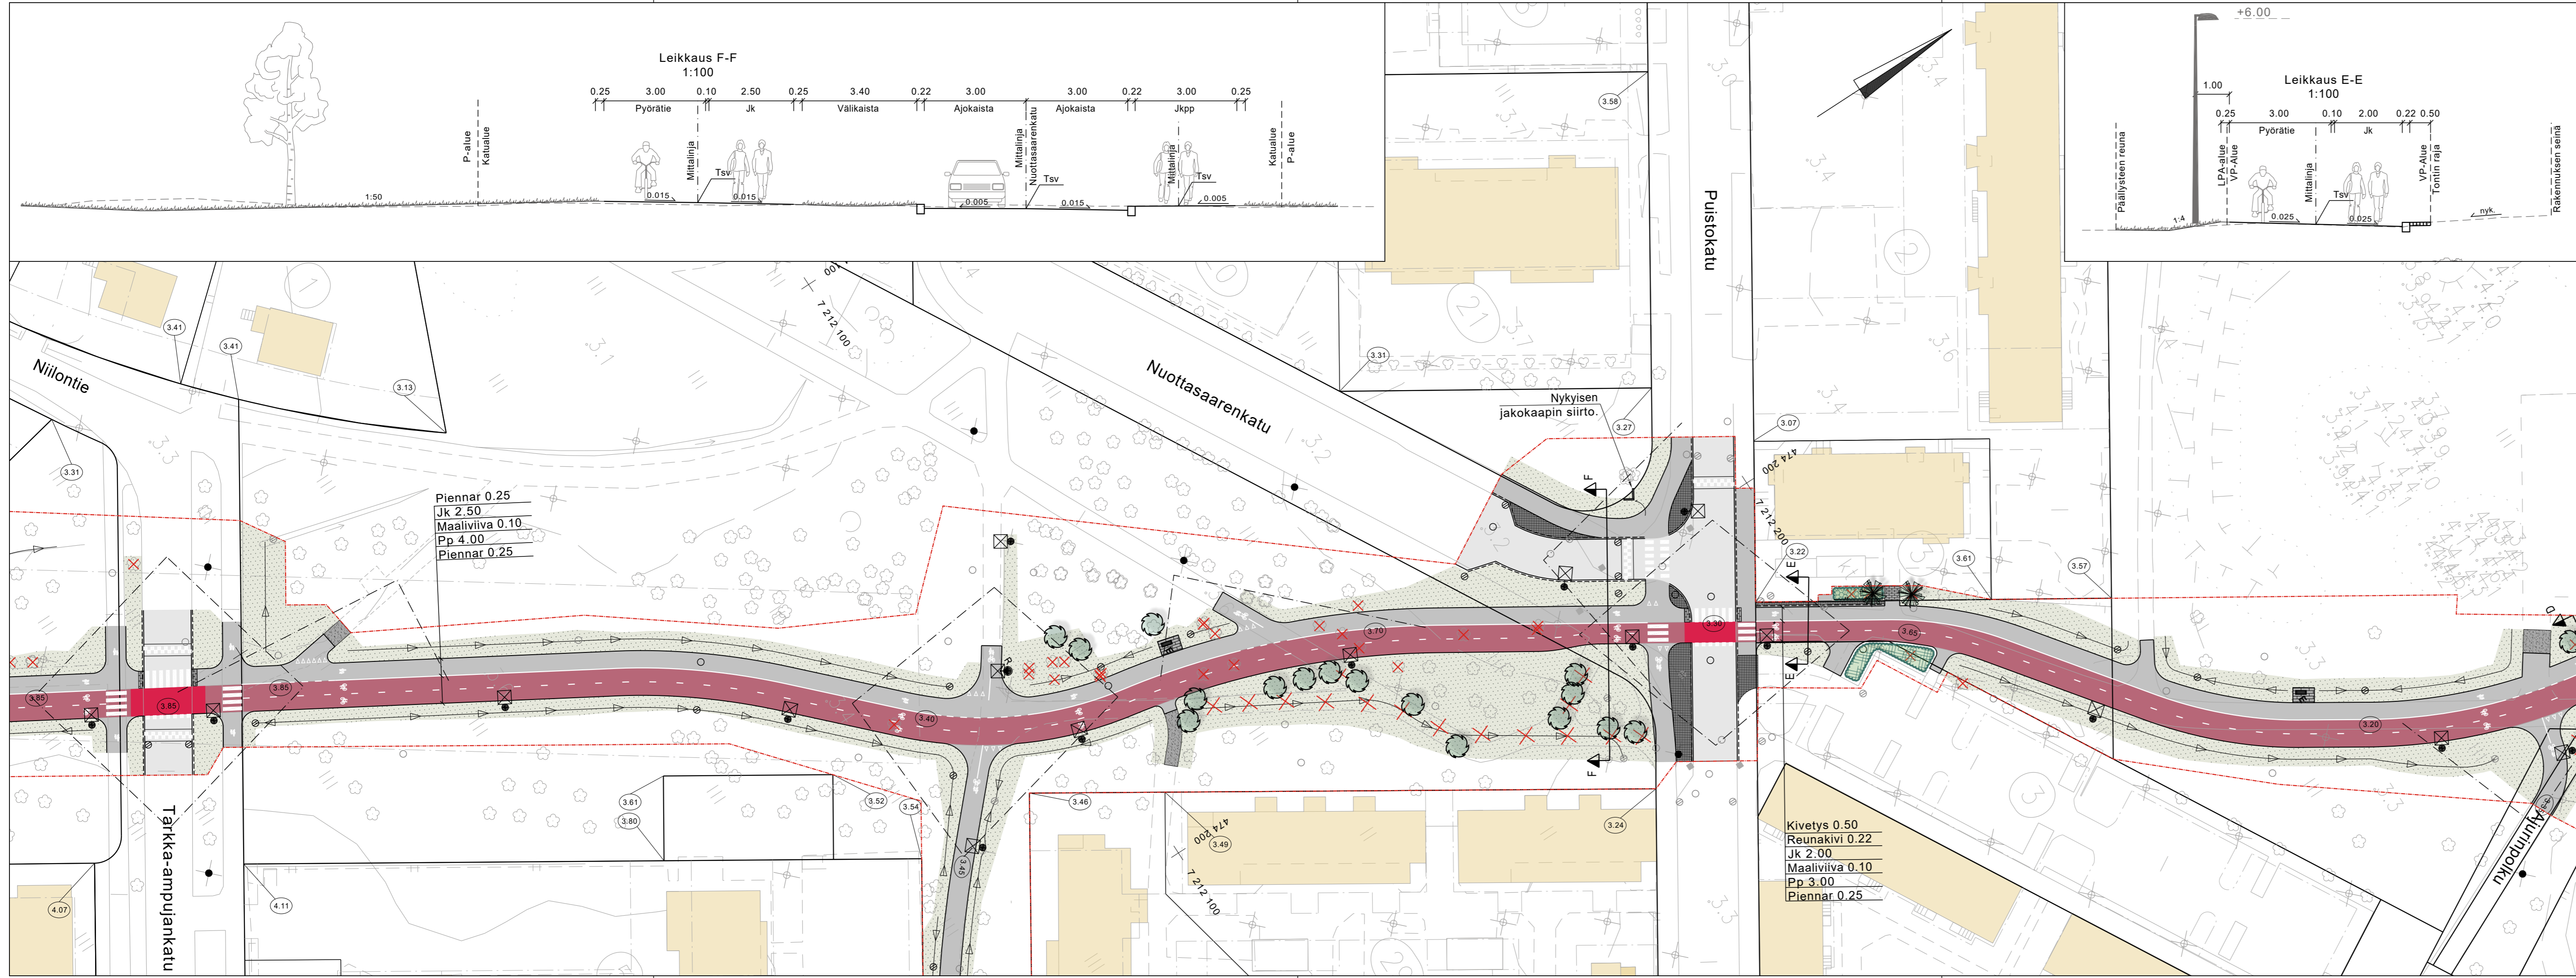 Leikkaus F-F
1:100
0.25 3.00 0.10 2.50 0.25 3.40 0.22 3.00 3.00 0.22 3.00 0.25
Pyörätie Jk Välikaista Ajokaista Ajokaista Jkpp
P-alue
Katualue
Mittalinja
Mittalinja
Nuottasaarenkatu
Mittalinja
Katualue
P-alue
Tsv
Tsv
Tsv
1:50
0.015
0.015
0.005
0.015
0.005
+6.00
Leikkaus E-E
1:100
1.00
0.25 3.00 0.10 2.00 0.22 0.50
Pyörätie Jk
Päällysteen reuna
LPA-alue
VP-Alue
Mittalinja
VP-Alue
Tontin raja
Rakennuksen seinä
Tsv
1:4
0.025
0.025
nyk.
Niilontie
Nuottasaarenkatu
Puistokatu
Tarkka-ampujankatu
Ajurinpolku
Nykyisen
jakokaapin siirto.
Piennar 0.25
Jk 2.50
Maaliviiva 0.10
Pp 4.00
Piennar 0.25
Kivetys 0.50
Reunakivi 0.22
Jk 2.00
Maaliviiva 0.10
Pp 3.00
Piennar 0.25
3.41
3.41
3.13
3.31
3.58
3.31
3.27
3.07
3.22
3.61
3.57
3.85
3.85
3.85
3.40
3.70
3.30
3.65
3.20
3.45
3.61
3.80
3.52
3.54
3.46
3.49
3.24
4.07
4.11
7 212 100
474 200
7 212 200
474 200
7 212 100
F
F
E
E
D